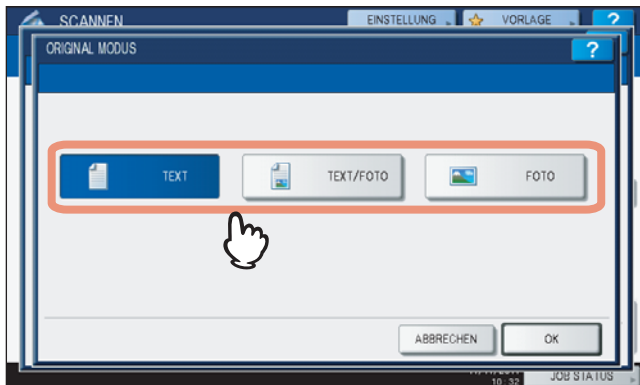 SCANNEN EINSTELLUNG VORLAGE ?
ORIGINAL MODUS ?
TEXT TEXT/FOTO FOTO
ABBRECHEN OK
10:32 JOB STATUS